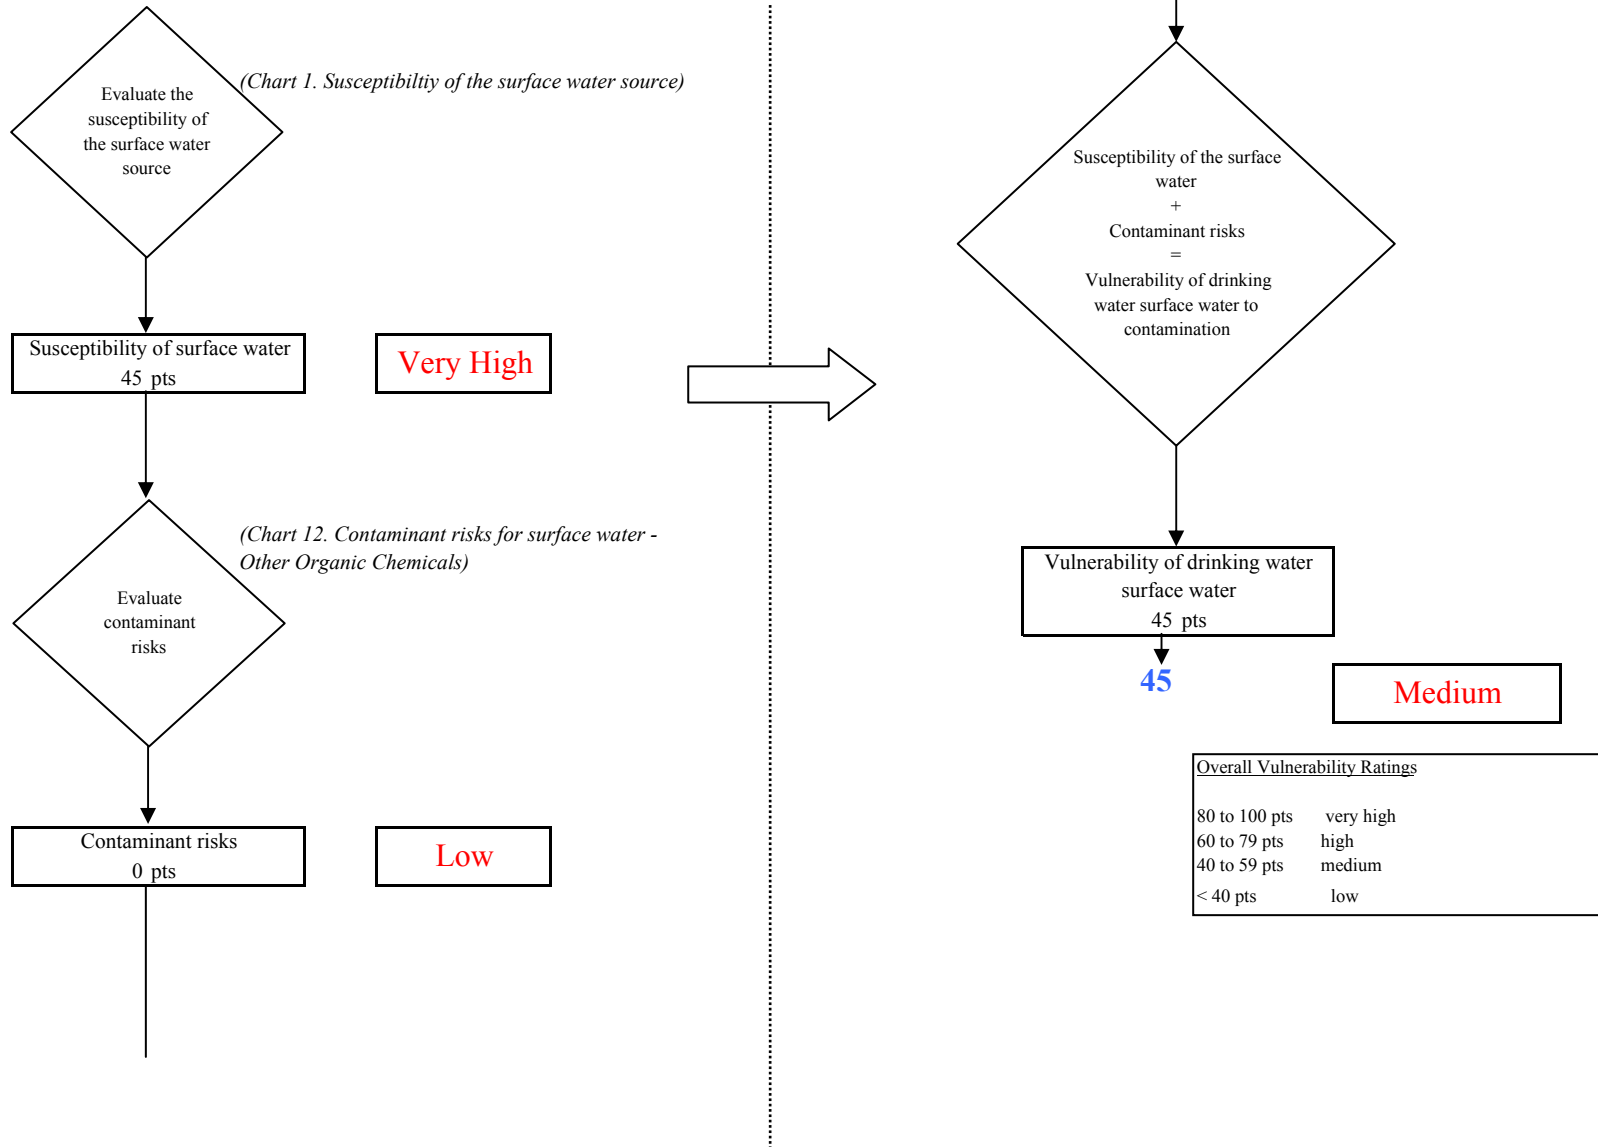 Evaluate the
susceptibility of
the surface water
source
(Chart 1. Susceptibiltiy of the surface water source)
Susceptibility of surface water
45 pts
Very High
(Chart 12. Contaminant risks for surface water -
Other Organic Chemicals)
Evaluate
contaminant
risks
Contaminant risks
0 pts
Low
Susceptibility of the surface
water
+
Contaminant risks
=
Vulnerability of drinking
water surface water to
contamination
Vulnerability of drinking water
surface water
45 pts
45
Medium
Overall Vulnerability Ratings
80 to 100 pts very high
60 to 79 pts high
40 to 59 pts medium
< 40 pts low